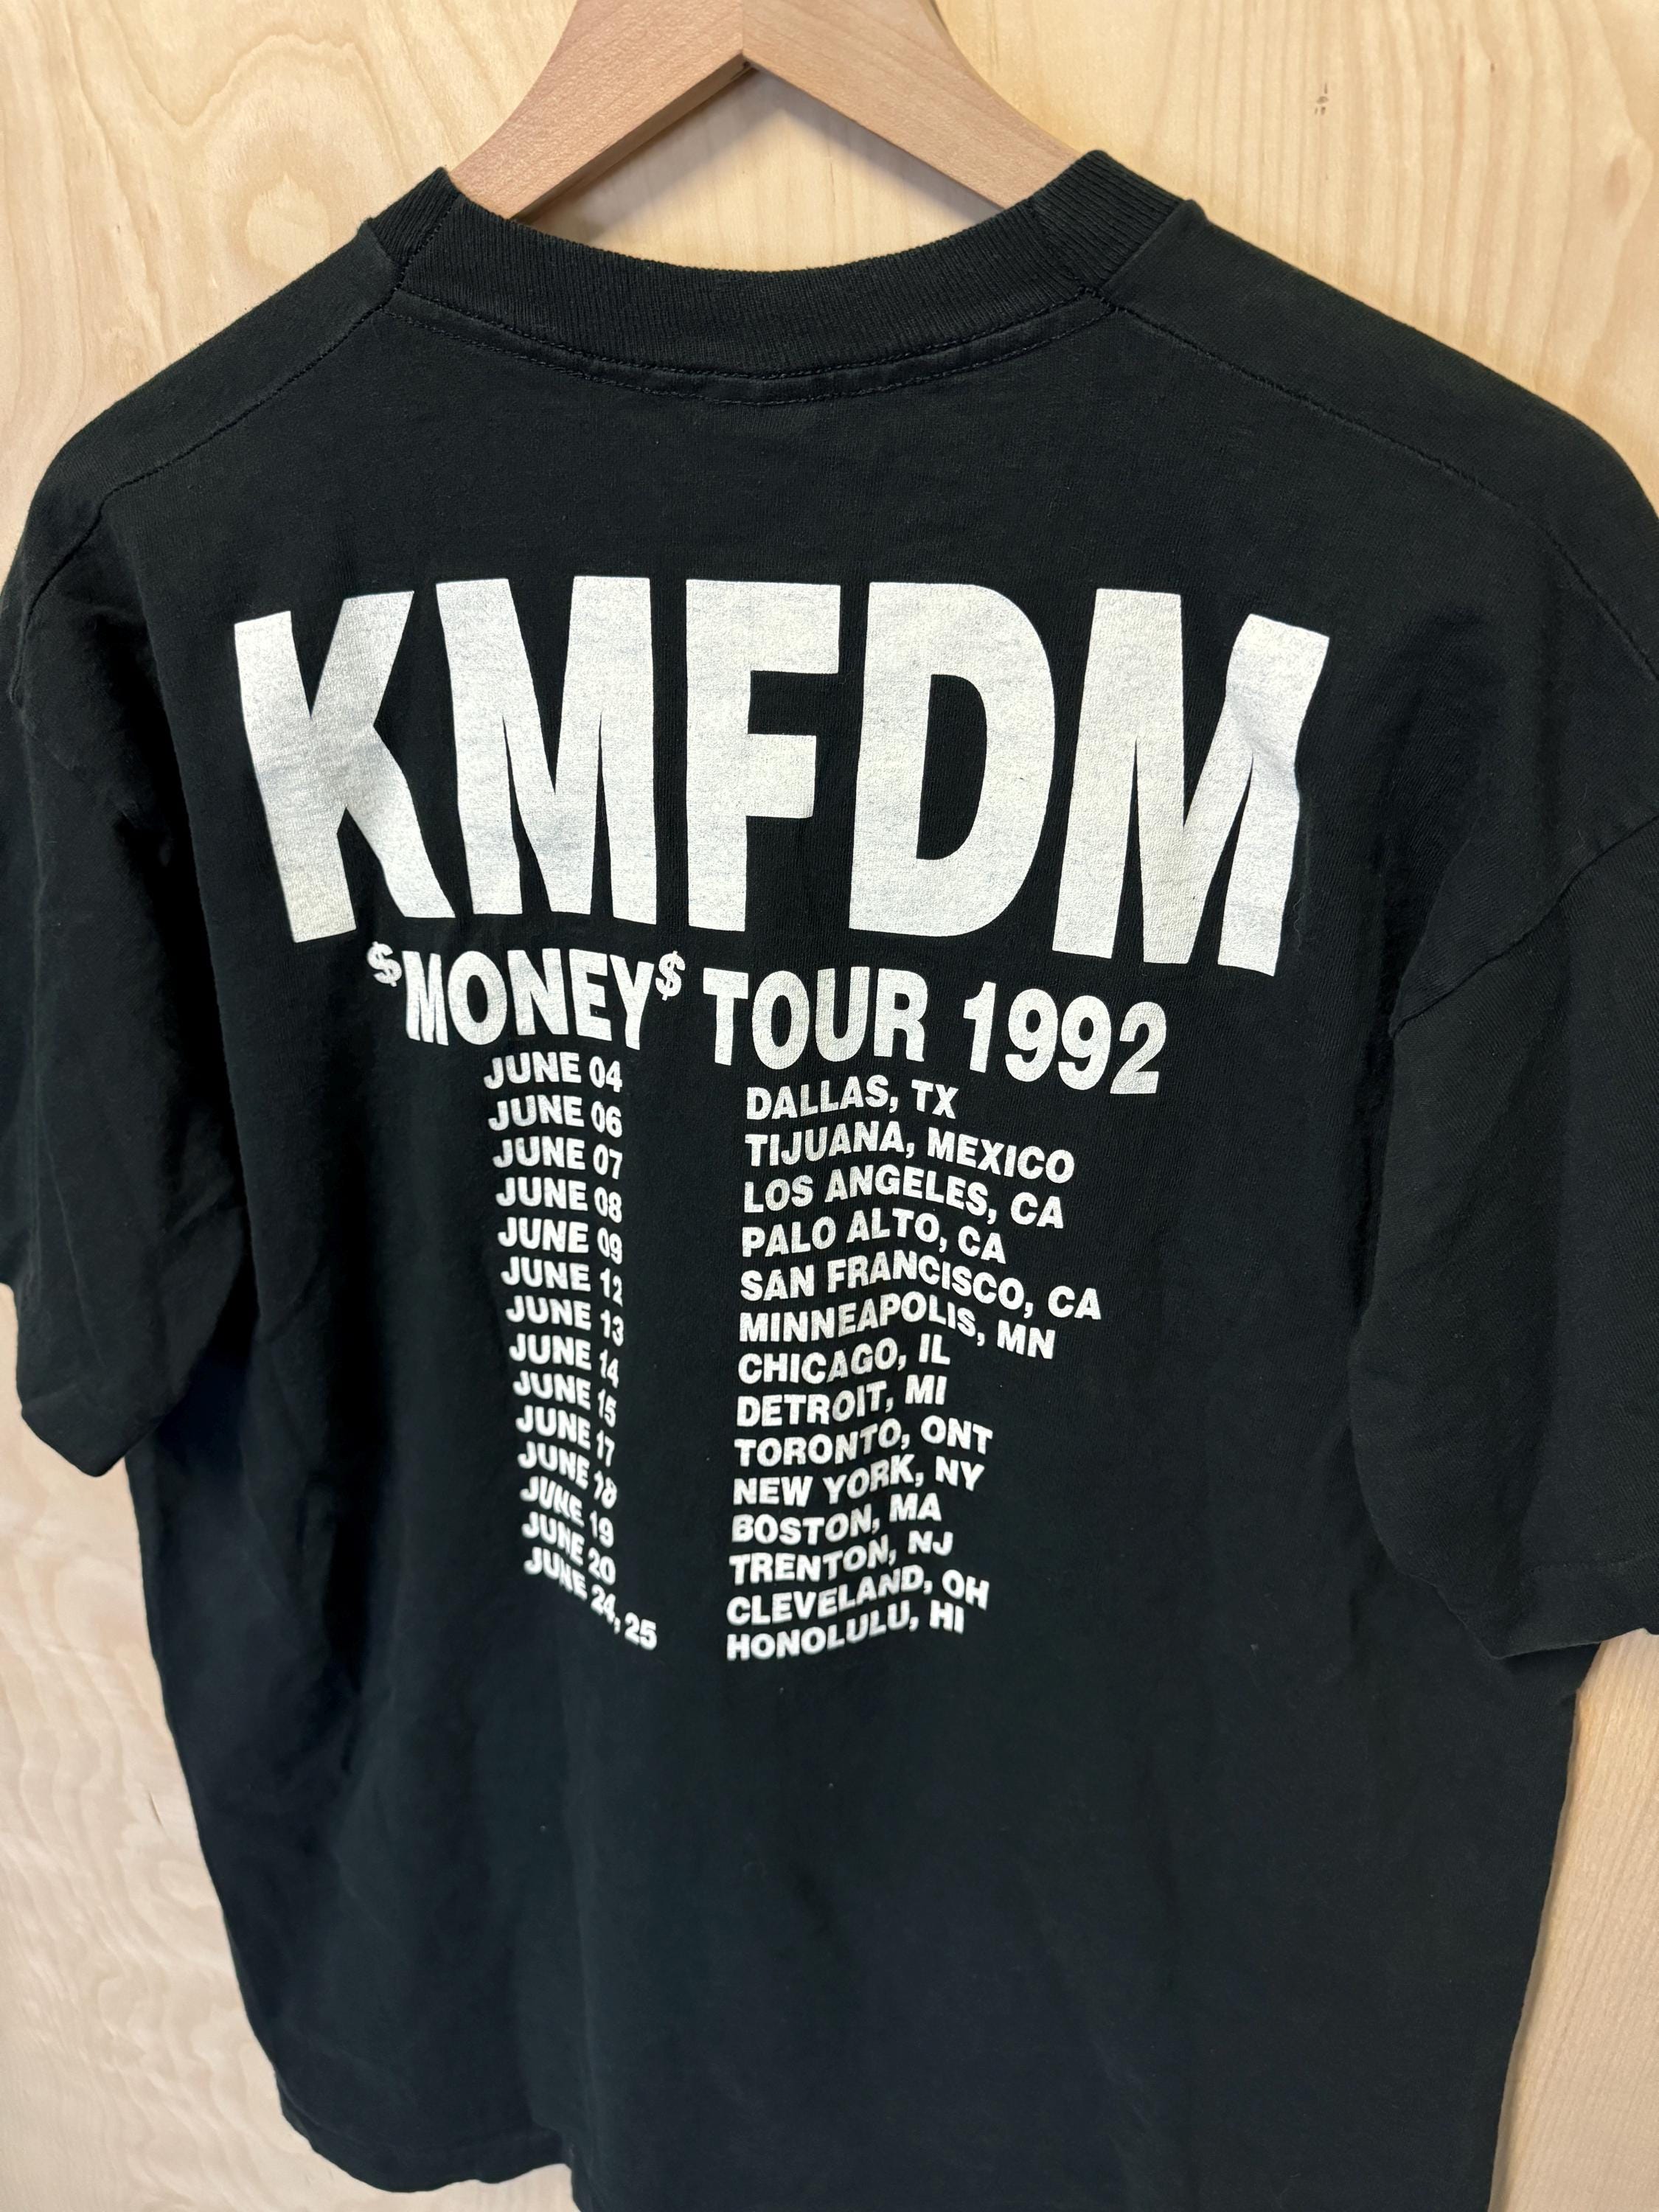 KMFDM
$MONEY$ TOUR 1992
JUNE 04 DALLAS, TX
JUNE 06 TIJUANA, MEXICO
JUNE 07 LOS ANGELES, CA
JUNE 08 PALO ALTO, CA
JUNE 09 SAN FRANCISCO, CA
JUNE 12 MINNEAPOLIS, MN
JUNE 13 CHICAGO, IL
JUNE 14 DETROIT, MI
JUNE 15 TORONTO, ONT
JUNE 17 NEW YORK, NY
JUNE 18 BOSTON, MA
JUNE 19 TRENTON, NJ
JUNE 20 CLEVELAND, OH
JUNE 24, 25 HONOLULU, HI